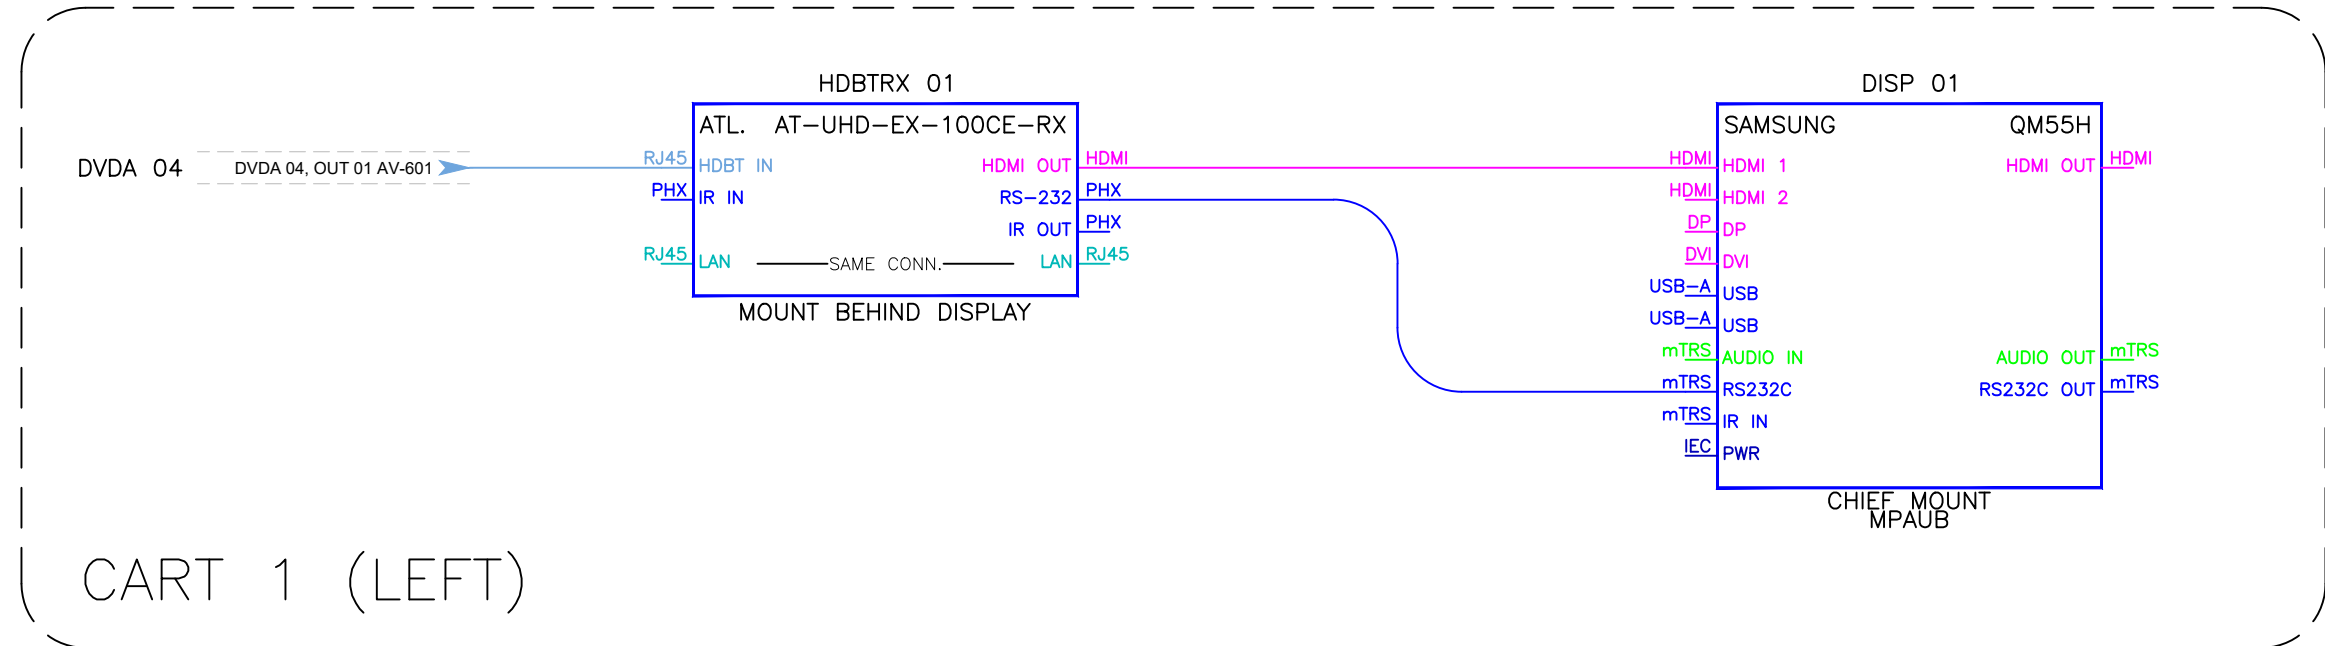 HDBTRX 01
DISP 01
ATL. AT-UHD-EX-100CE-RX
SAMSUNG QM55H
DVDA 04
DVDA 04, OUT 01 AV-601
RJ45 HDBT IN HDMI OUT HDMI
PHX IR IN RS-232 PHX
IR OUT PHX
RJ45 LAN SAME CONN. LAN RJ45
MOUNT BEHIND DISPLAY
HDMI HDMI 1 HDMI OUT HDMI
HDMI HDMI 2
DP DP
DVI DVI
USB-A USB
USB-A USB
mTRS AUDIO IN AUDIO OUT mTRS
mTRS RS232C RS232C OUT mTRS
mTRS IR IN
IEC PWR
CHIEF MOUNT
MPAUB
CART 1 (LEFT)